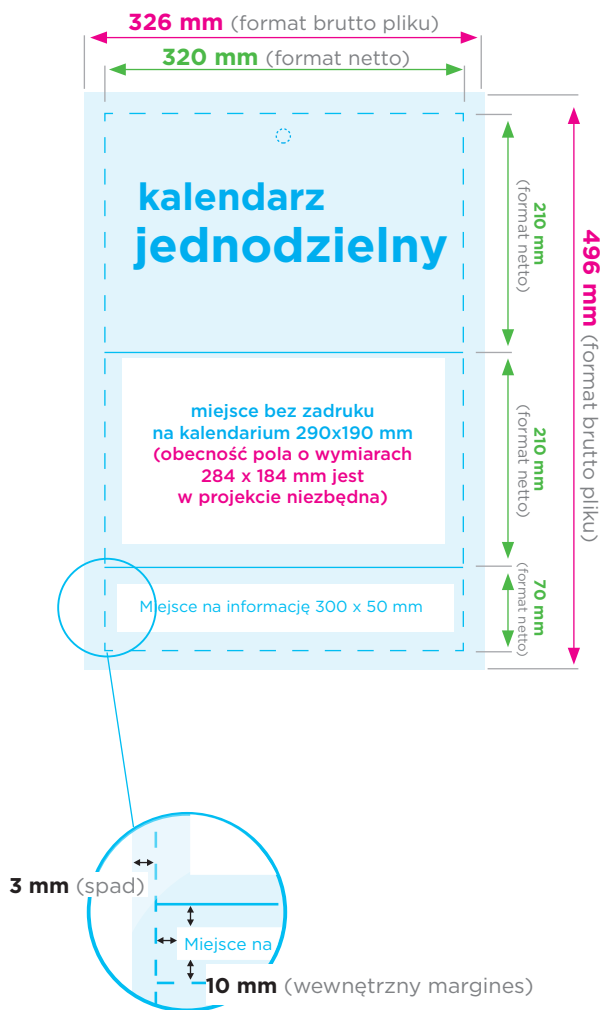 326 mm (format brutto pliku)
320 mm (format netto)
kalendarz
jednodzielny
210 mm
(format netto)
496 mm (format brutto pliku)
miejsce bez zadruku
na kalendarium 290x190 mm
(obecność pola o wymiarach
284 x 184 mm jest
w projekcie niezbędna)
210 mm
(format netto)
Miejsce na informację 300 x 50 mm
70 mm
(format netto)
3 mm (spad)
Miejsce na
10 mm (wewnętrzny margines)